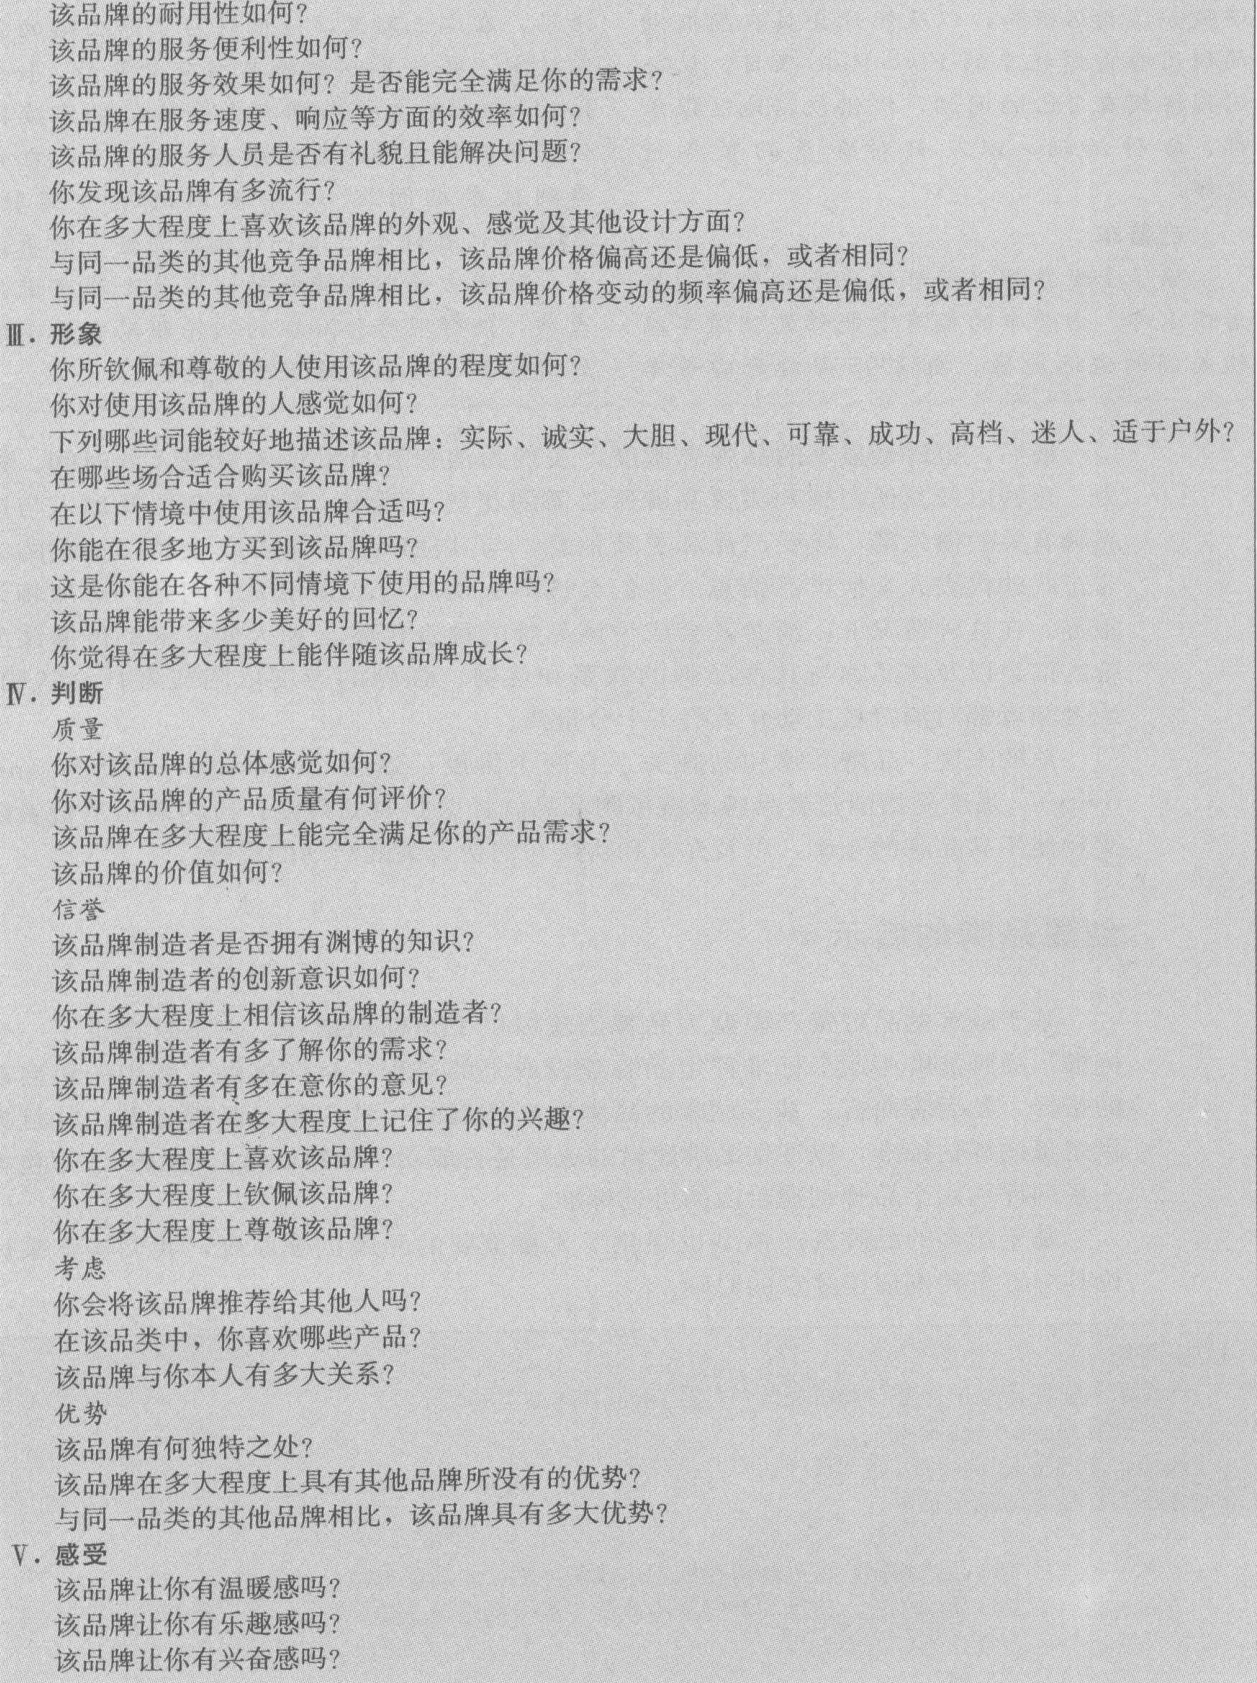 该品牌的耐用性如何？
该品牌的服务便利性如何？
该品牌的服务效果如何？是否能完全满足你的需求？
该品牌在服务速度、响应等方面的效率如何？
该品牌的服务人员是否有礼貌且能解决问题？
你发现该品牌有多流行？
你在多大程度上喜欢该品牌的外观、感觉及其他设计方面？
与同一品类的其他竞争品牌相比，该品牌价格偏高还是偏低，或者相同？
与同一品类的其他竞争品牌相比，该品牌价格变动的频率偏高还是偏低，或者相同？
Ⅲ．形象
你所钦佩和尊敬的人使用该品牌的程度如何？
你对使用该品牌的人感觉如何？
下列哪些词能较好地描述该品牌：实际、诚实、大胆、现代、可靠、成功、高档、迷人、适于户外？
在哪些场合适合购买该品牌？
在以下情境中使用该品牌合适吗？
你能在很多地方买到该品牌吗？
这是你能在各种不同情境下使用的品牌吗？
该品牌能带来多少美好的回忆？
你觉得在多大程度上能伴随该品牌成长？
Ⅳ．判断
质量
你对该品牌的总体感觉如何？
你对该品牌的产品质量有何评价？
该品牌在多大程度上能完全满足你的产品需求？
该品牌的价值如何？
信誉
该品牌制造者是否拥有渊博的知识？
该品牌制造者的创新意识如何？
你在多大程度上相信该品牌的制造者？
该品牌制造者有多了解你的需求？
该品牌制造者有多在意你的意见？
该品牌制造者在多大程度上记住了你的兴趣？
你在多大程度上喜欢该品牌？
你在多大程度上钦佩该品牌？
你在多大程度上尊敬该品牌？
考虑
你会将该品牌推荐给其他人吗？
在该品类中，你喜欢哪些产品？
该品牌与你本人有多大关系？
优势
该品牌有何独特之处？
该品牌在多大程度上具有其他品牌所没有的优势？
与同一品类的其他品牌相比，该品牌具有多大优势？
Ⅴ．感受
该品牌让你有温暖感吗？
该品牌让你有乐趣感吗？
该品牌让你有兴奋感吗？